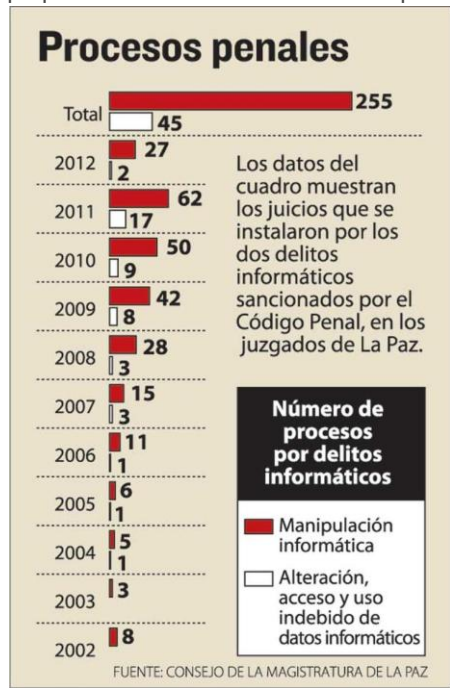 Procesos penales
Total
255
45
2012
27
2
2011
62
17
2010
50
9
2009
42
8
2008
28
3
2007
15
3
2006
11
1
2005
6
1
2004
5
1
2003
3
2002
8
Los datos del
cuadro muestran
los juicios que se
instalaron por los
dos delitos
informáticos
sancionados por el
Código Penal, en los
juzgados de La Paz.
Número de
procesos
por delitos
informáticos
Manipulación
informática
Alteración,
acceso y uso
indebido de
datos informáticos
FUENTE: CONSEJO DE LA MAGISTRATURA DE LA PAZ